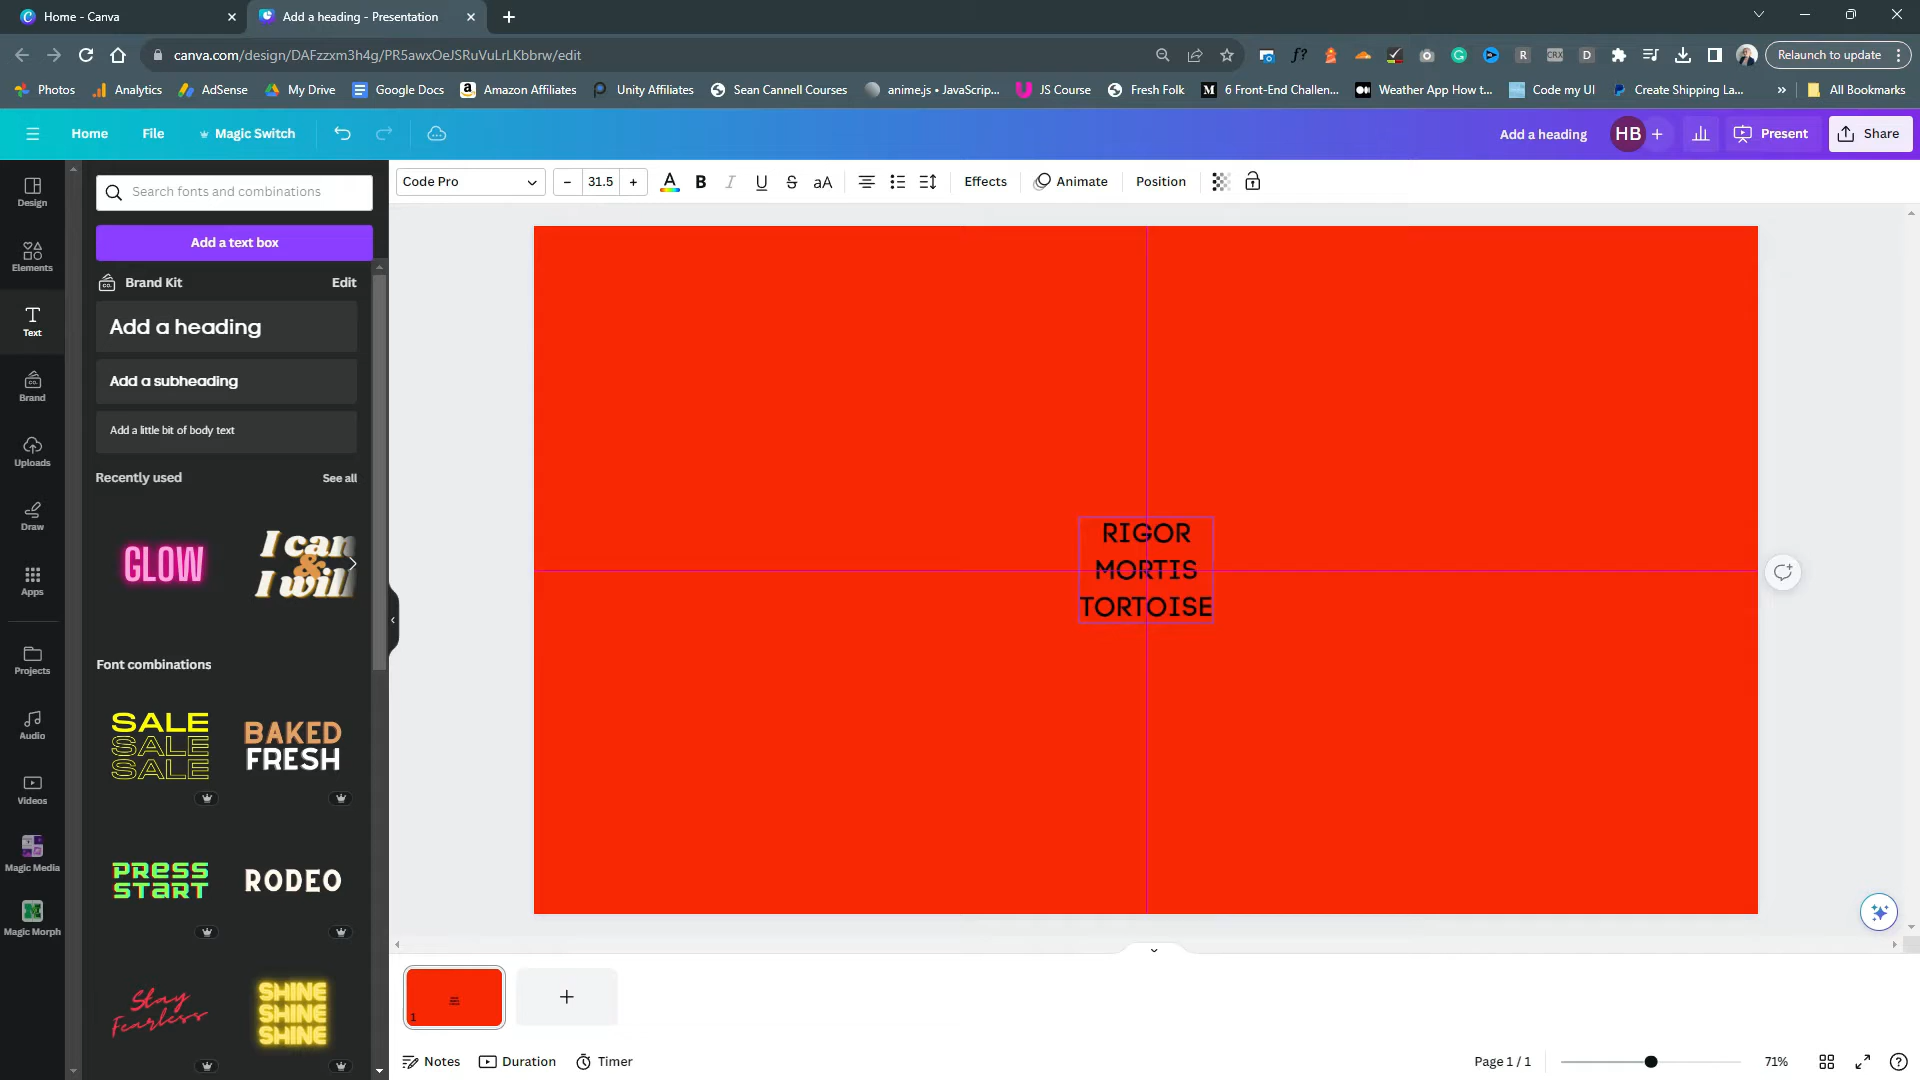 Home - Canva
Add a heading - Presentation
canva.com/design/DAFzzxm3h4g/PR5awxOeJSRuVuLrLKbbrw/edit
Relaunch to update
Photos
Analytics
AdSense
My Drive
Google Docs
Amazon Affiliates
Unity Affiliates
Sean Cannell Courses
anime.js • JavaScrip...
JS Course
Fresh Folk
6 Front-End Challen...
Weather App How t...
Code my UI
Create Shipping La...
»
All Bookmarks
Home
File
Magic Switch
Add a heading
HB
Present
Share
Design
Elements
Text
Brand
Uploads
Draw
Apps
Projects
Audio
Videos
Magic Media
Magic Morph
Search fonts and combinations
Add a text box
Brand Kit
Edit
Add a heading
Add a subheading
Add a little bit of body text
Recently used
See all
GLOW
I can
&
I will
Font combinations
SALE
SALE
SALE
BAKED
FRESH
PRESS
START
RODEO
Stay
Fearless
SHINE
SHINE
SHINE
Code Pro
31.5
A
B
I
U
S
aA
Effects
Animate
Position
RIGOR
MORTIS
TORTOISE
1
Notes
Duration
Timer
Page 1 / 1
71%